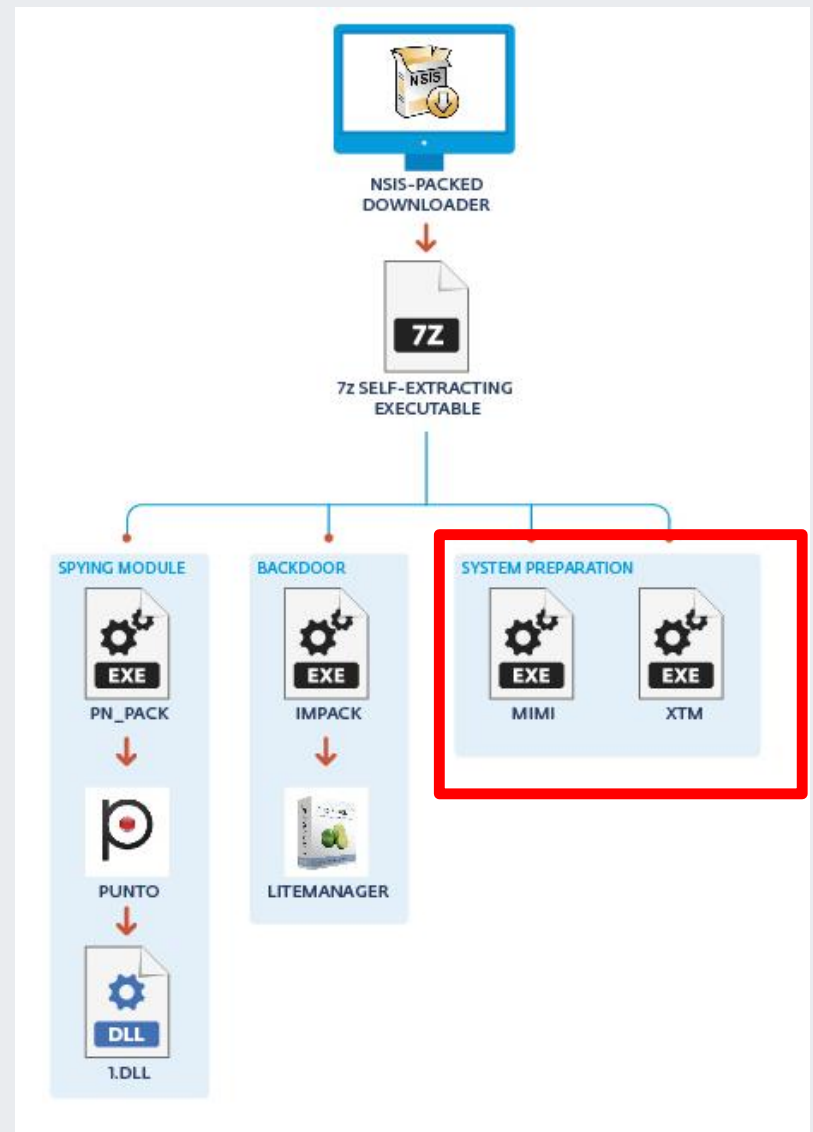 NSIS
NSIS-PACKED
DOWNLOADER
7Z
7z SELF-EXTRACTING
EXECUTABLE
SPYING MODULE
BACKDOOR
SYSTEM PREPARATION
EXE
EXE
EXE
EXE
PN_PACK
IMPACK
MIMI
XTM
PUNTO
LITEMANAGER
DLL
1.DLL